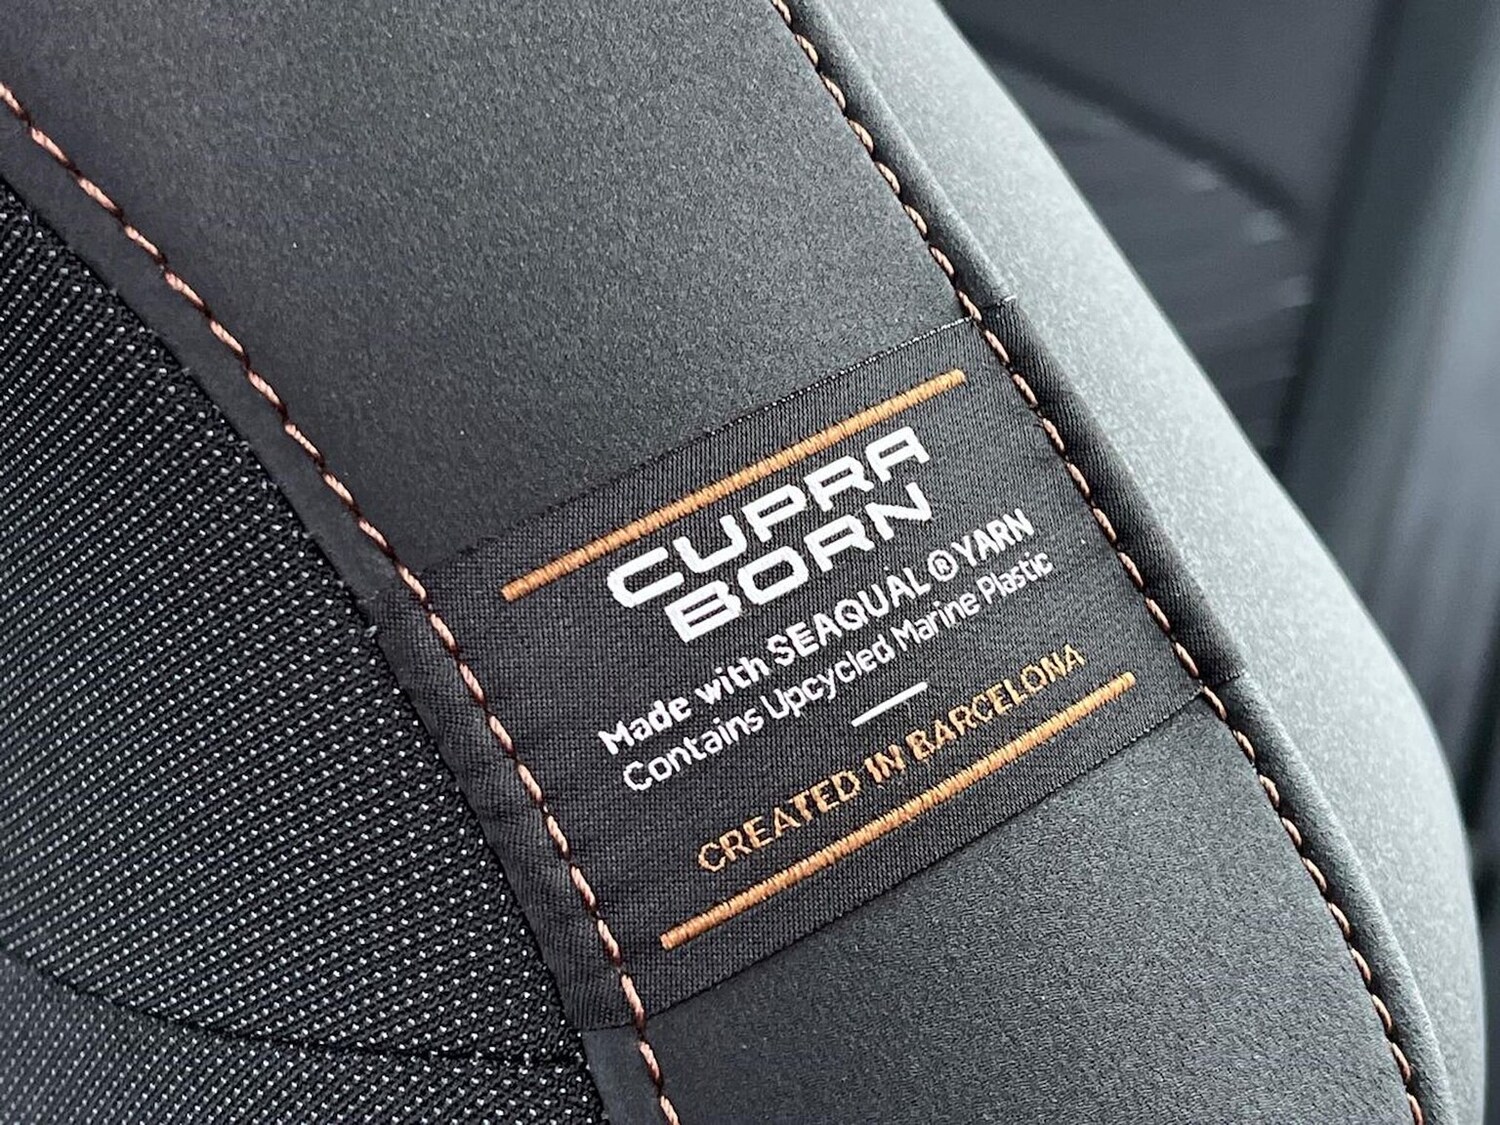 CUPRA
BORN
Made with SEAQUAL ® YARN
Contains Upcycled Marine Plastic
CREATED IN BARCELONA